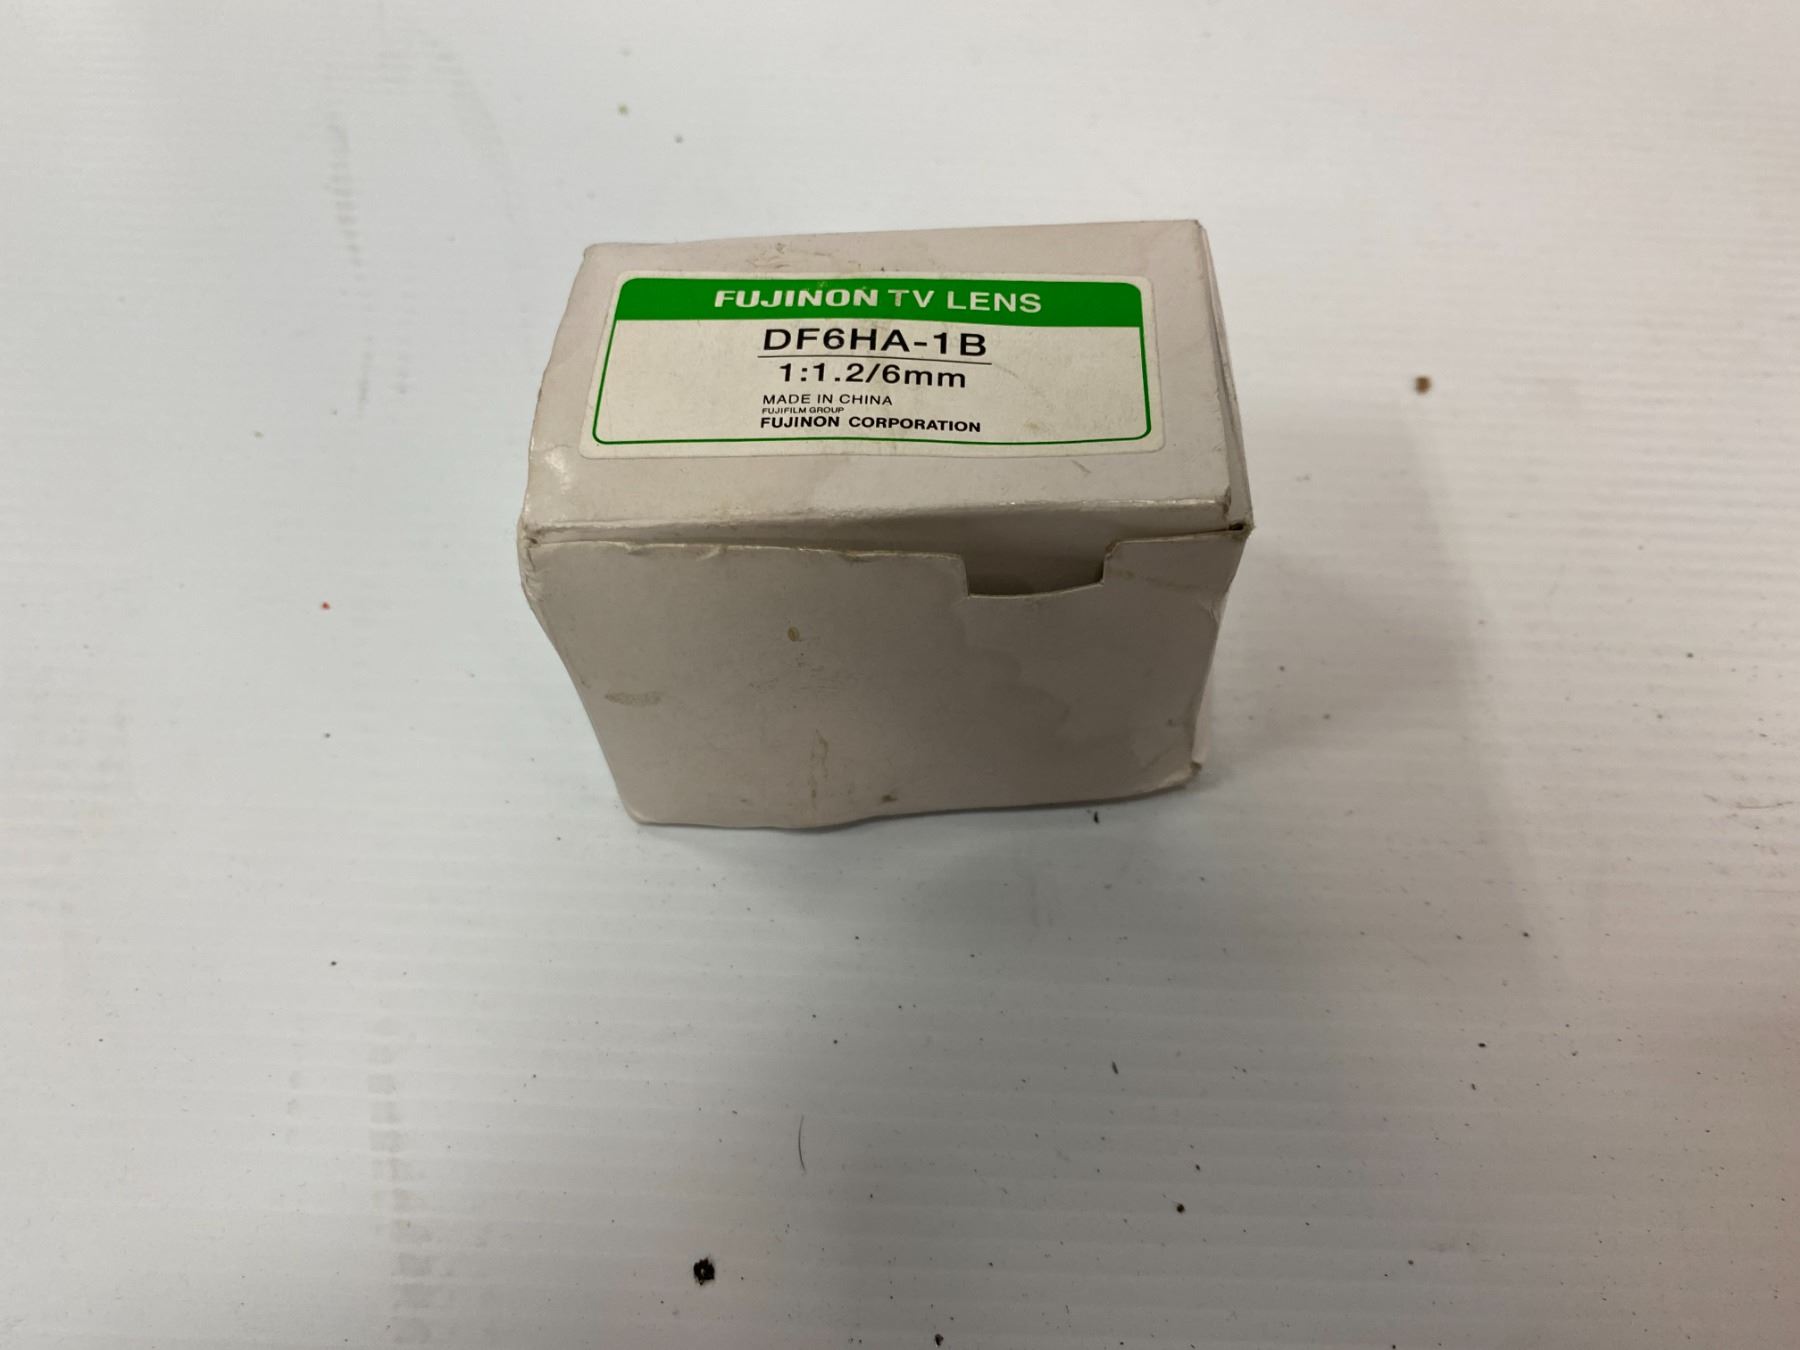 FUJINON TV LENS
DF6HA-1B
1:1.2/6mm
MADE IN CHINA
FUJIFILM GROUP
FUJINON CORPORATION